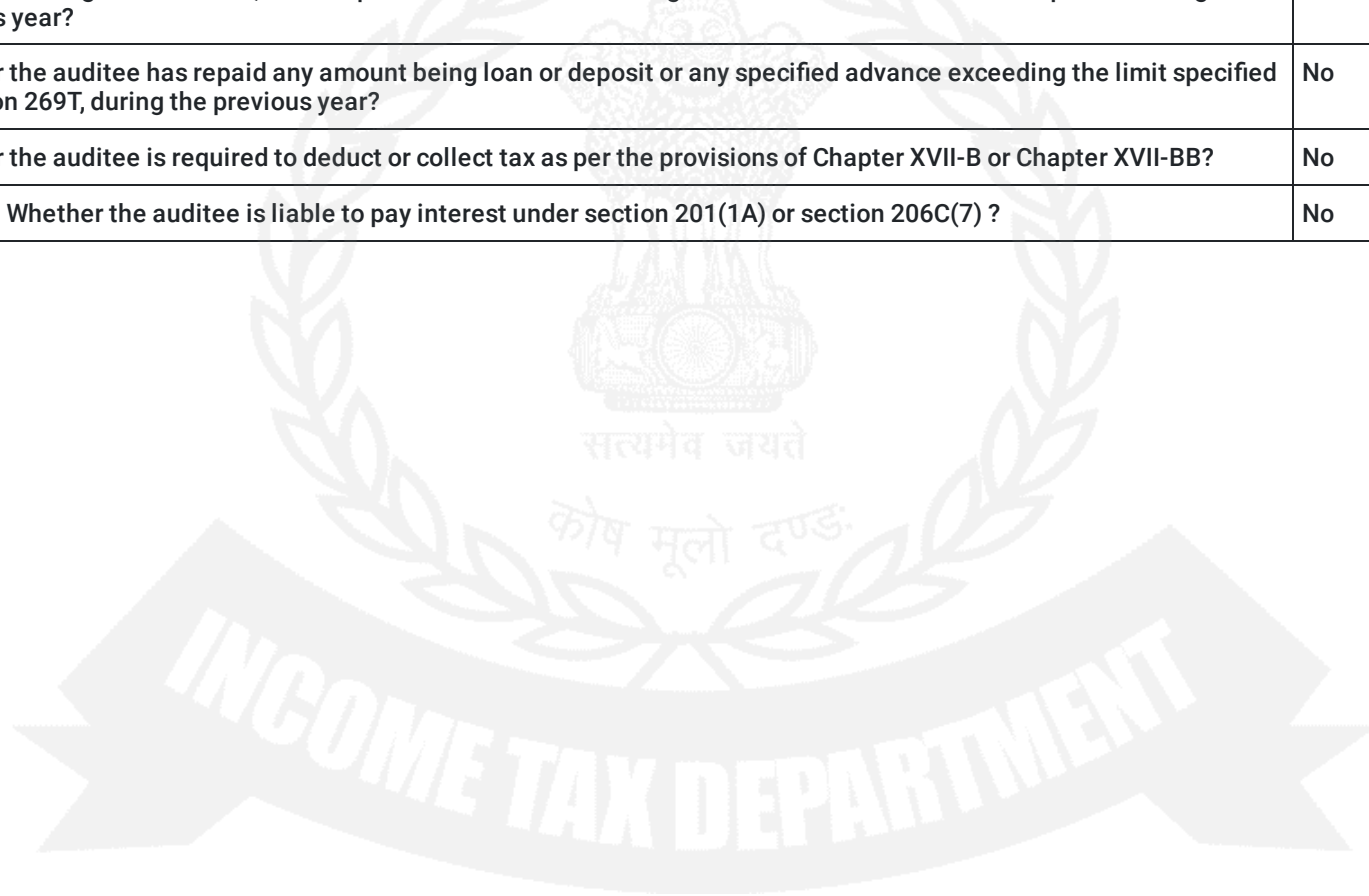 s year?
r the auditee has repaid any amount being loan or deposit or any specified advance exceeding the limit specified No
on 269T, during the previous year?
r the auditee is required to deduct or collect tax as per the provisions of Chapter XVII-B or Chapter XVII-BB? No
Whether the auditee is liable to pay interest under section 201(1A) or section 206C(7) ? No
सत्यमेव जयते
कोष मूलो दण्ड:
INCOME TAX DEPARTMENT